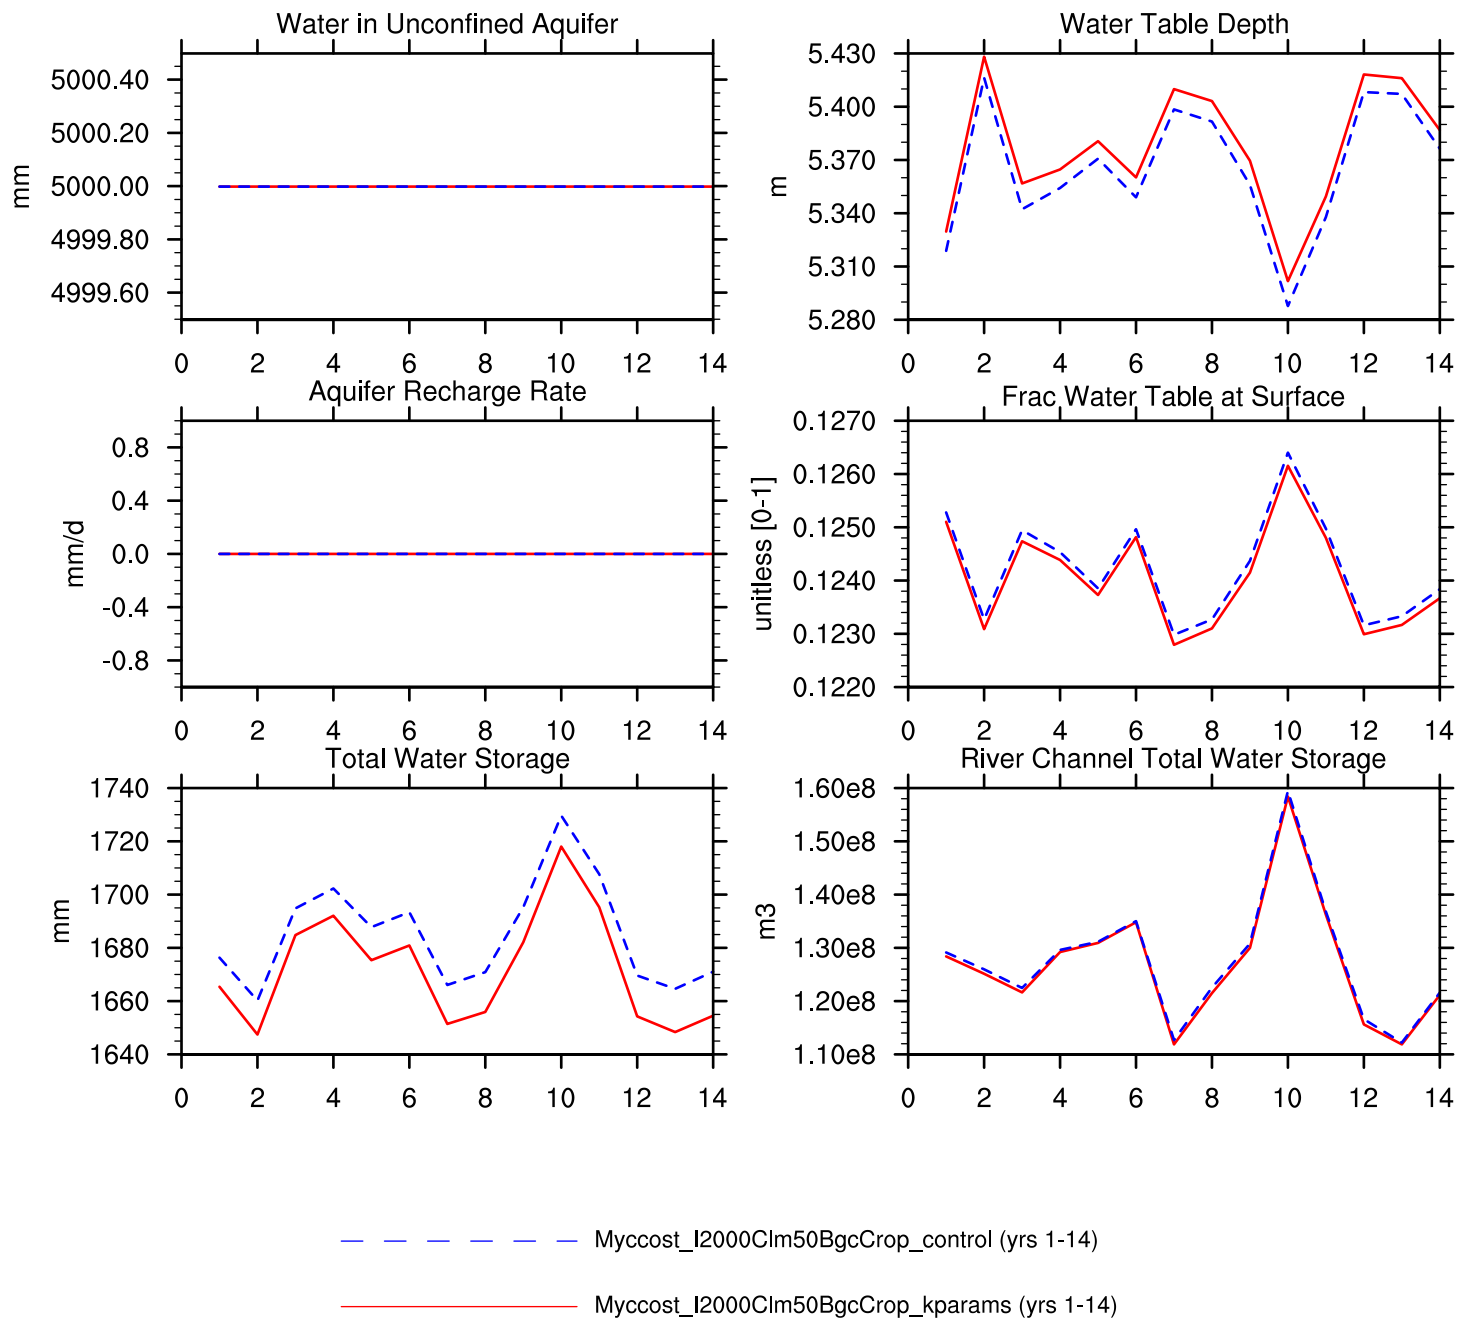 Water in Unconfined Aquifer
5000.40
5000.20
5000.00
4999.80
4999.60
mm
0 2 4 6 8 10 12 14
Water Table Depth
5.430
5.400
5.370
5.340
5.310
5.280
m
0 2 4 6 8 10 12 14
Aquifer Recharge Rate
0.8
0.4
0.0
-0.4
-0.8
mm/d
0 2 4 6 8 10 12 14
Frac Water Table at Surface
0.1270
0.1260
0.1250
0.1240
0.1230
0.1220
unitless [0-1]
0 2 4 6 8 10 12 14
Total Water Storage
1740
1720
1700
1680
1660
1640
mm
0 2 4 6 8 10 12 14
River Channel Total Water Storage
1.60e8
1.50e8
1.40e8
1.30e8
1.20e8
1.10e8
m3
0 2 4 6 8 10 12 14
Myccost_I2000Clm50BgcCrop_control (yrs 1-14)
Myccost_I2000Clm50BgcCrop_kparams (yrs 1-14)